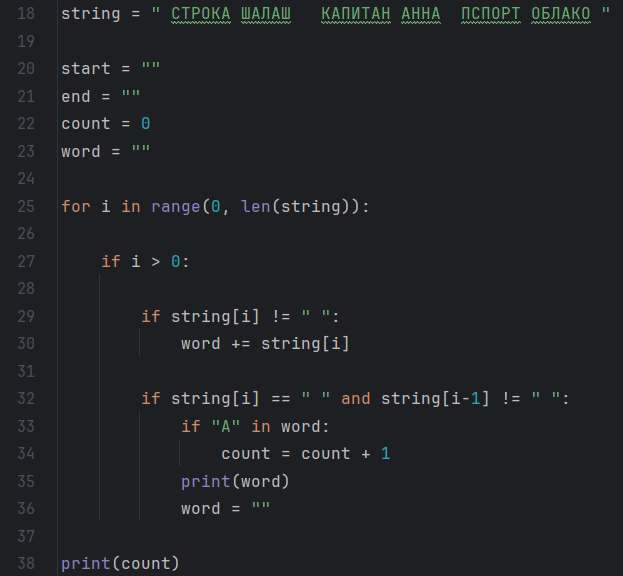 18 string = " СТРОКА ШАЛАШ   КАПИТАН АННА  ПСПОРТ ОБЛАКО "
19
20 start = ""
21 end = ""
22 count = 0
23 word = ""
24
25 for i in range(0, len(string)):
26
27     if i > 0:
28
29         if string[i] != " ":
30             word += string[i]
31
32         if string[i] == " " and string[i-1] != " ":
33             if "А" in word:
34                 count = count + 1
35             print(word)
36             word = ""
37
38 print(count)